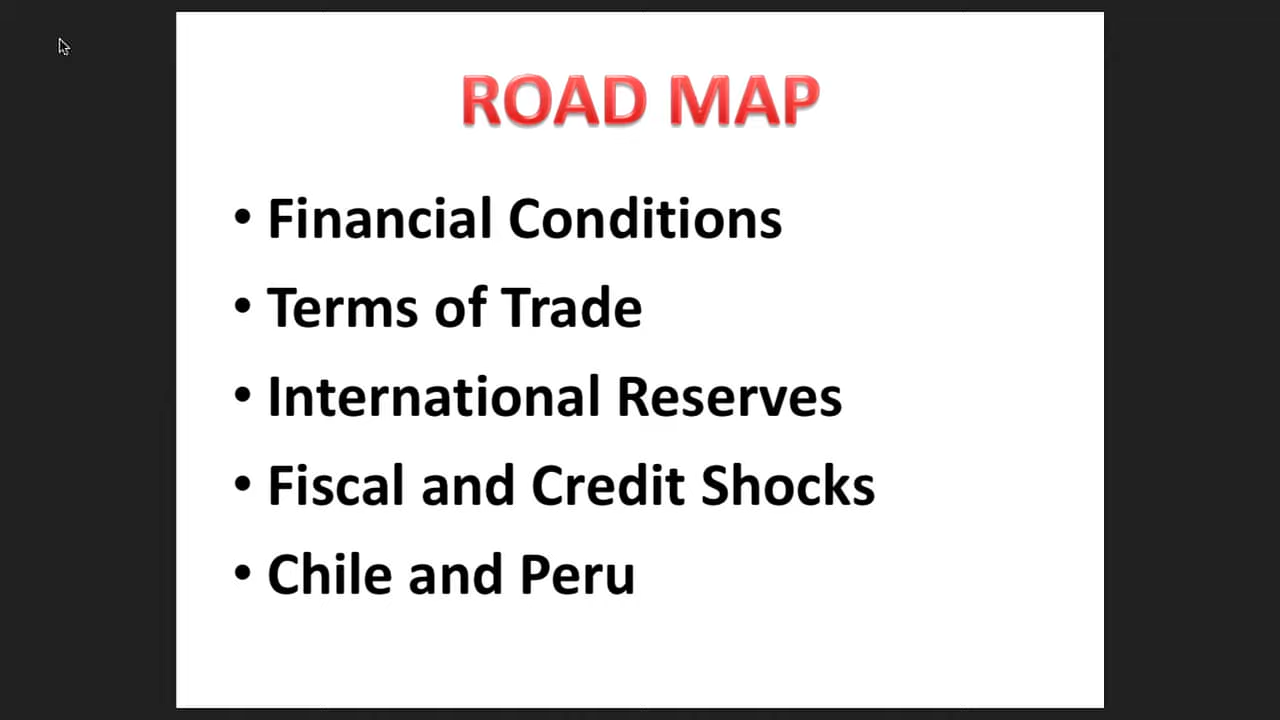 ROAD MAP
• Financial Conditions
• Terms of Trade
• International Reserves
• Fiscal and Credit Shocks
• Chile and Peru